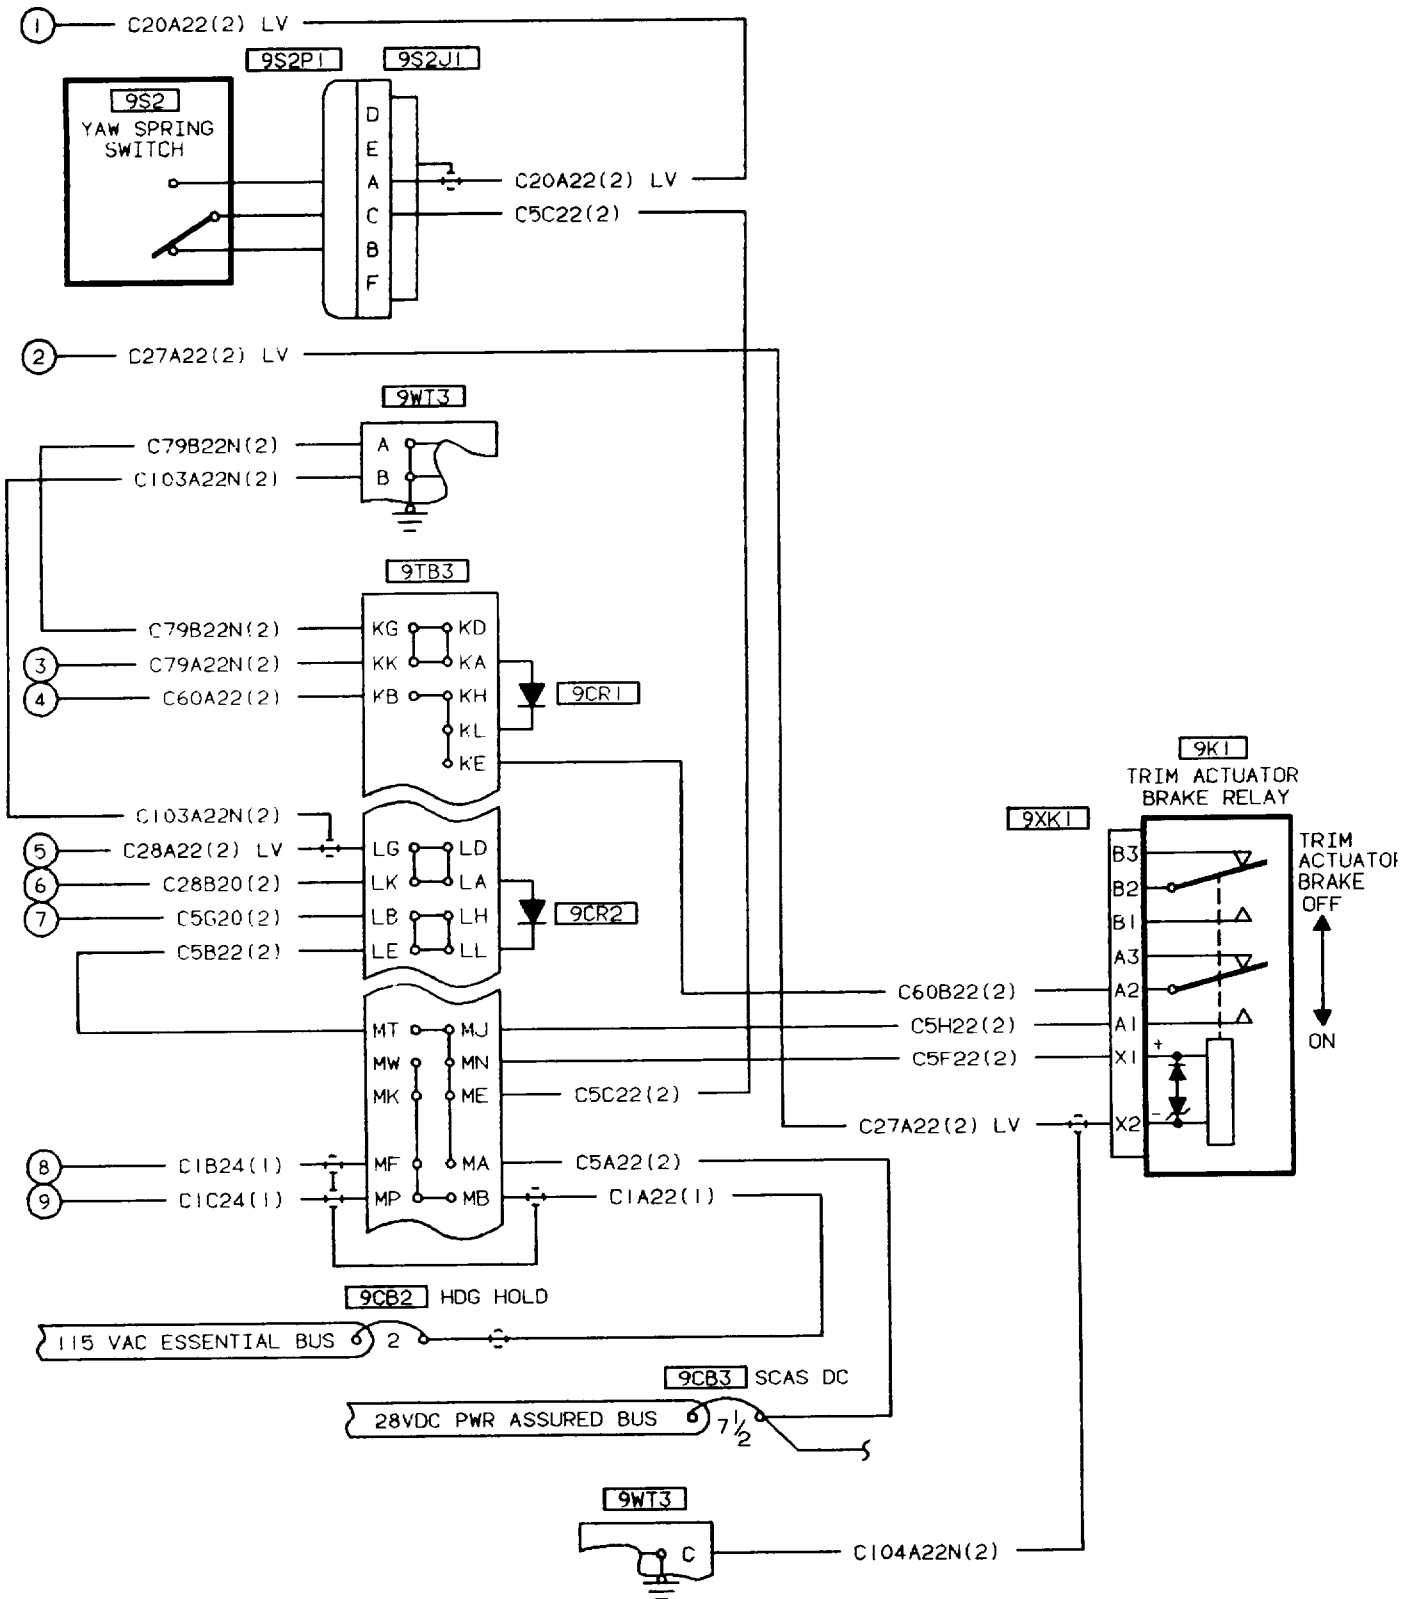 1 C20A22(2) LV
9S2P1 9S2J1
9S2
YAW SPRING
SWITCH
D
E
A C20A22(2) LV
C C5C22(2)
B
F
2 C27A22(2) LV
9WT3
C79B22N(2) A
C103A22N(2) B
9TB3
C79B22N(2) KG KD
3 C79A22N(2) KK KA
4 C60A22(2) KB KH 9CR1
KL
KE
9K1
TRIM ACTUATOR
BRAKE RELAY
9XK1
C103A22N(2)
5 C28A22(2) LV LG LD
6 C28B20(2) LK LA
7 C5G20(2) LB LH 9CR2
C5B22(2) LE LL
B3
B2
B1
A3
C60B22(2) A2
TRIM
ACTUATOR
BRAKE
OFF
ON
MT MJ C5H22(2) A1
MW MN C5F22(2) X1 +
MK ME C5C22(2)
C27A22(2) LV X2 -
8 C1B24(1) MF MA C5A22(2)
9 C1C24(1) MP MB C1A22(1)
9CB2 HDG HOLD
115 VAC ESSENTIAL BUS 2
9CB3 SCAS DC
28VDC PWR ASSURED BUS 7 1/2
9WT3
C C104A22N(2)